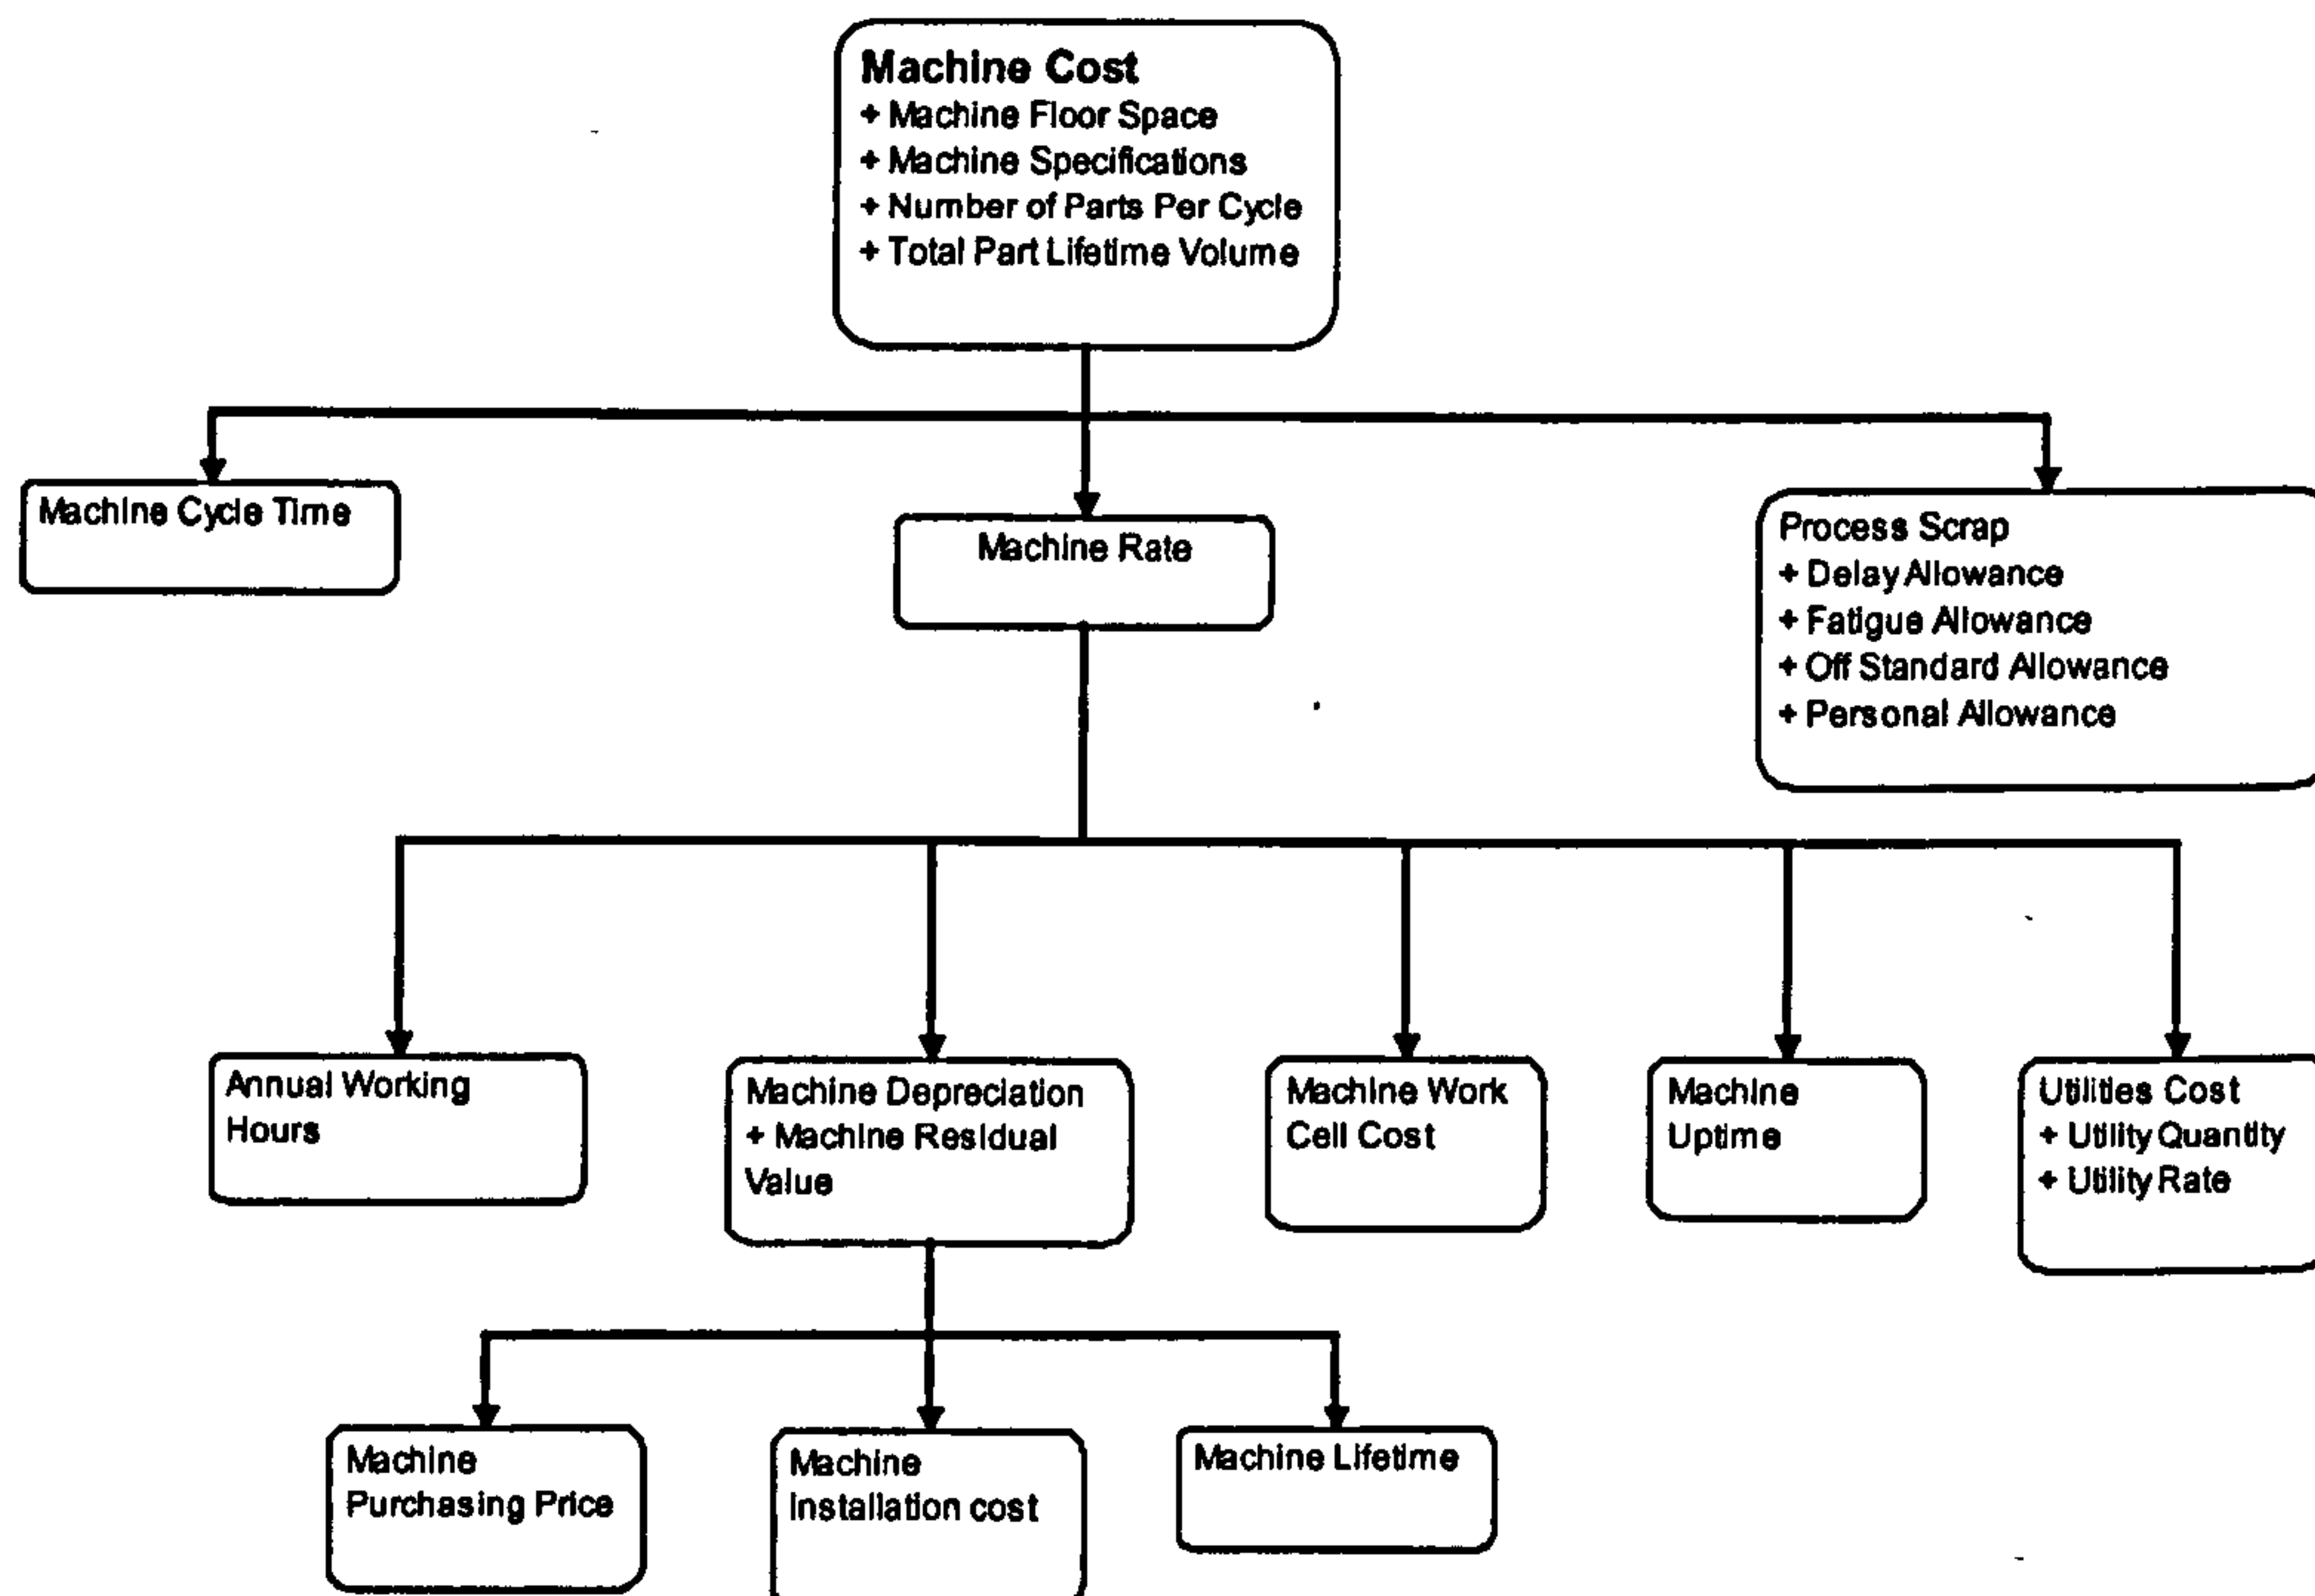 Machine Cost
+ Machine Floor Space
+ Machine Specifications
+ Number of Parts Per Cycle
+ Total Part Lifetime Volume
Machine Cycle Time
Machine Rate
Process Scrap
+ Delay Allowance
+ Fatigue Allowance
+ Off Standard Allowance
+ Personal Allowance
Annual Working
Hours
Machine Depreciation
+ Machine Residual
Value
Machine Work
Cell Cost
Machine
Uptime
Utilities Cost
+ Utility Quantity
+ Utility Rate
Machine
Purchasing Price
Machine
Installation cost
Machine Lifetime